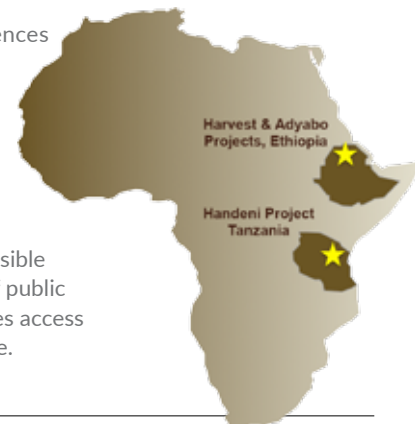 ences
Harvest & Adyabo
Projects, Ethiopia
Handeni Project
Tanzania
sible
public
es access
e.